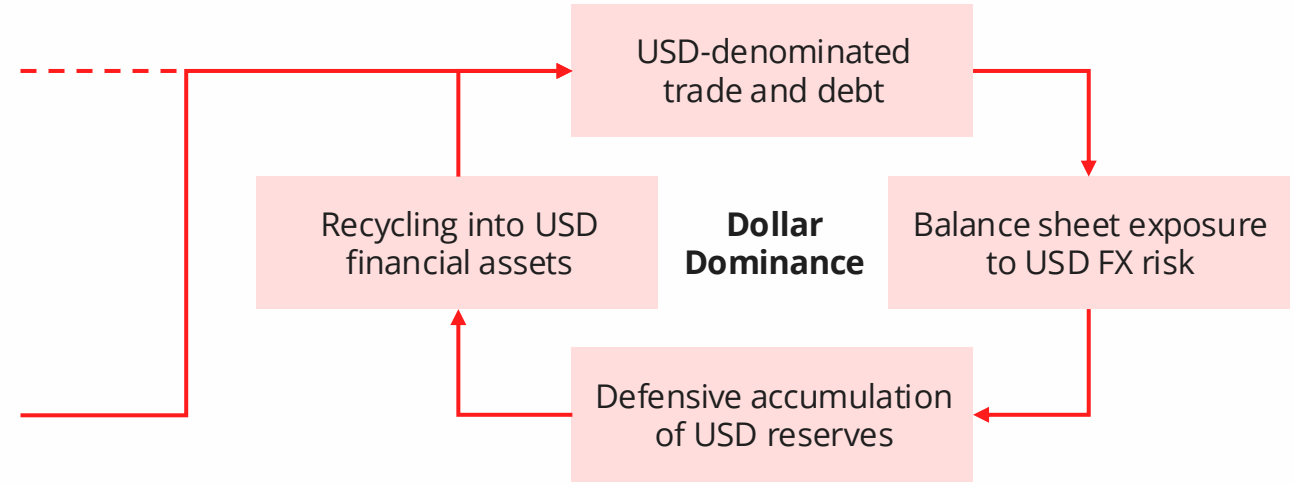 USD-denominated
trade and debt
Recycling into USD
financial assets
Dollar
Dominance
Balance sheet exposure
to USD FX risk
Defensive accumulation
of USD reserves